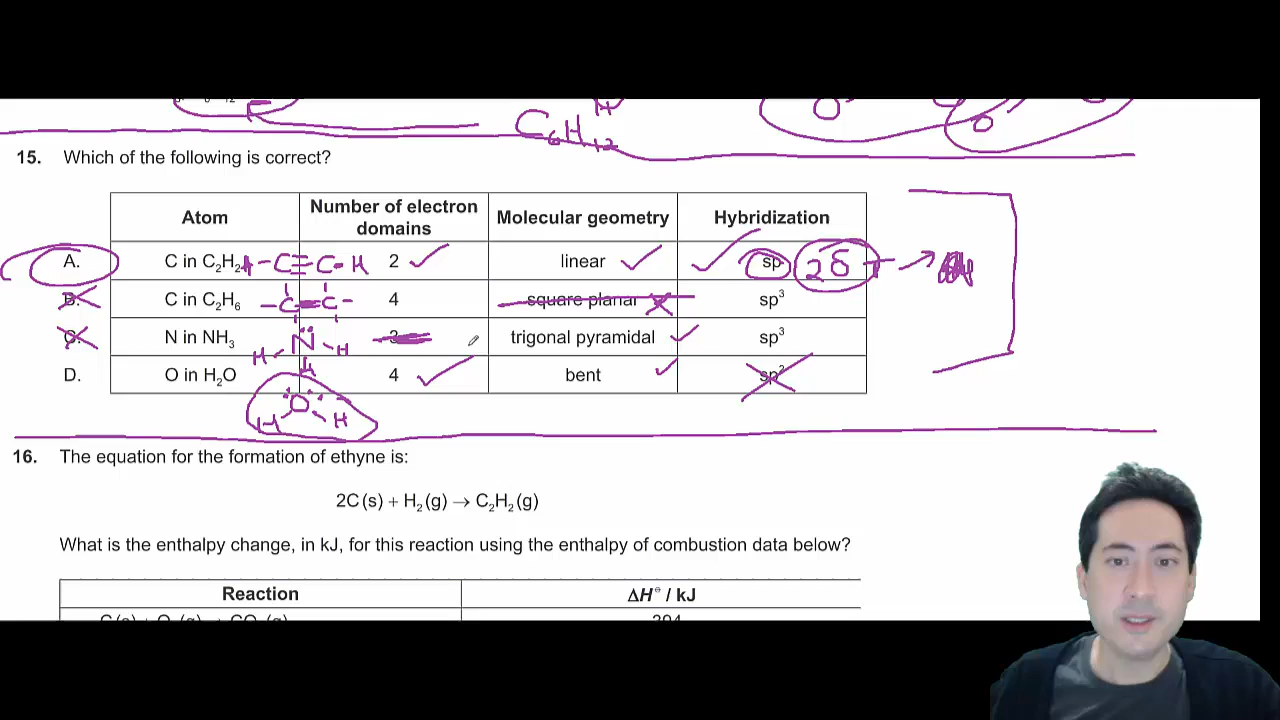 C₆H₁₂
15. Which of the following is correct?
Atom Number of electron domains Molecular geometry Hybridization
A. C in C₂H₂ H–C≡C–H 2 linear sp 2σ
B. C in C₂H₆ –C=C– 4 square planar sp³
C. N in NH₃ 3 trigonal pyramidal sp³
H N H
H
D. O in H₂O 4 bent sp²
O
H H
16. The equation for the formation of ethyne is:
2C(s) + H₂(g) → C₂H₂(g)
What is the enthalpy change, in kJ, for this reaction using the enthalpy of combustion data below?
Reaction ΔH⊖ / kJ